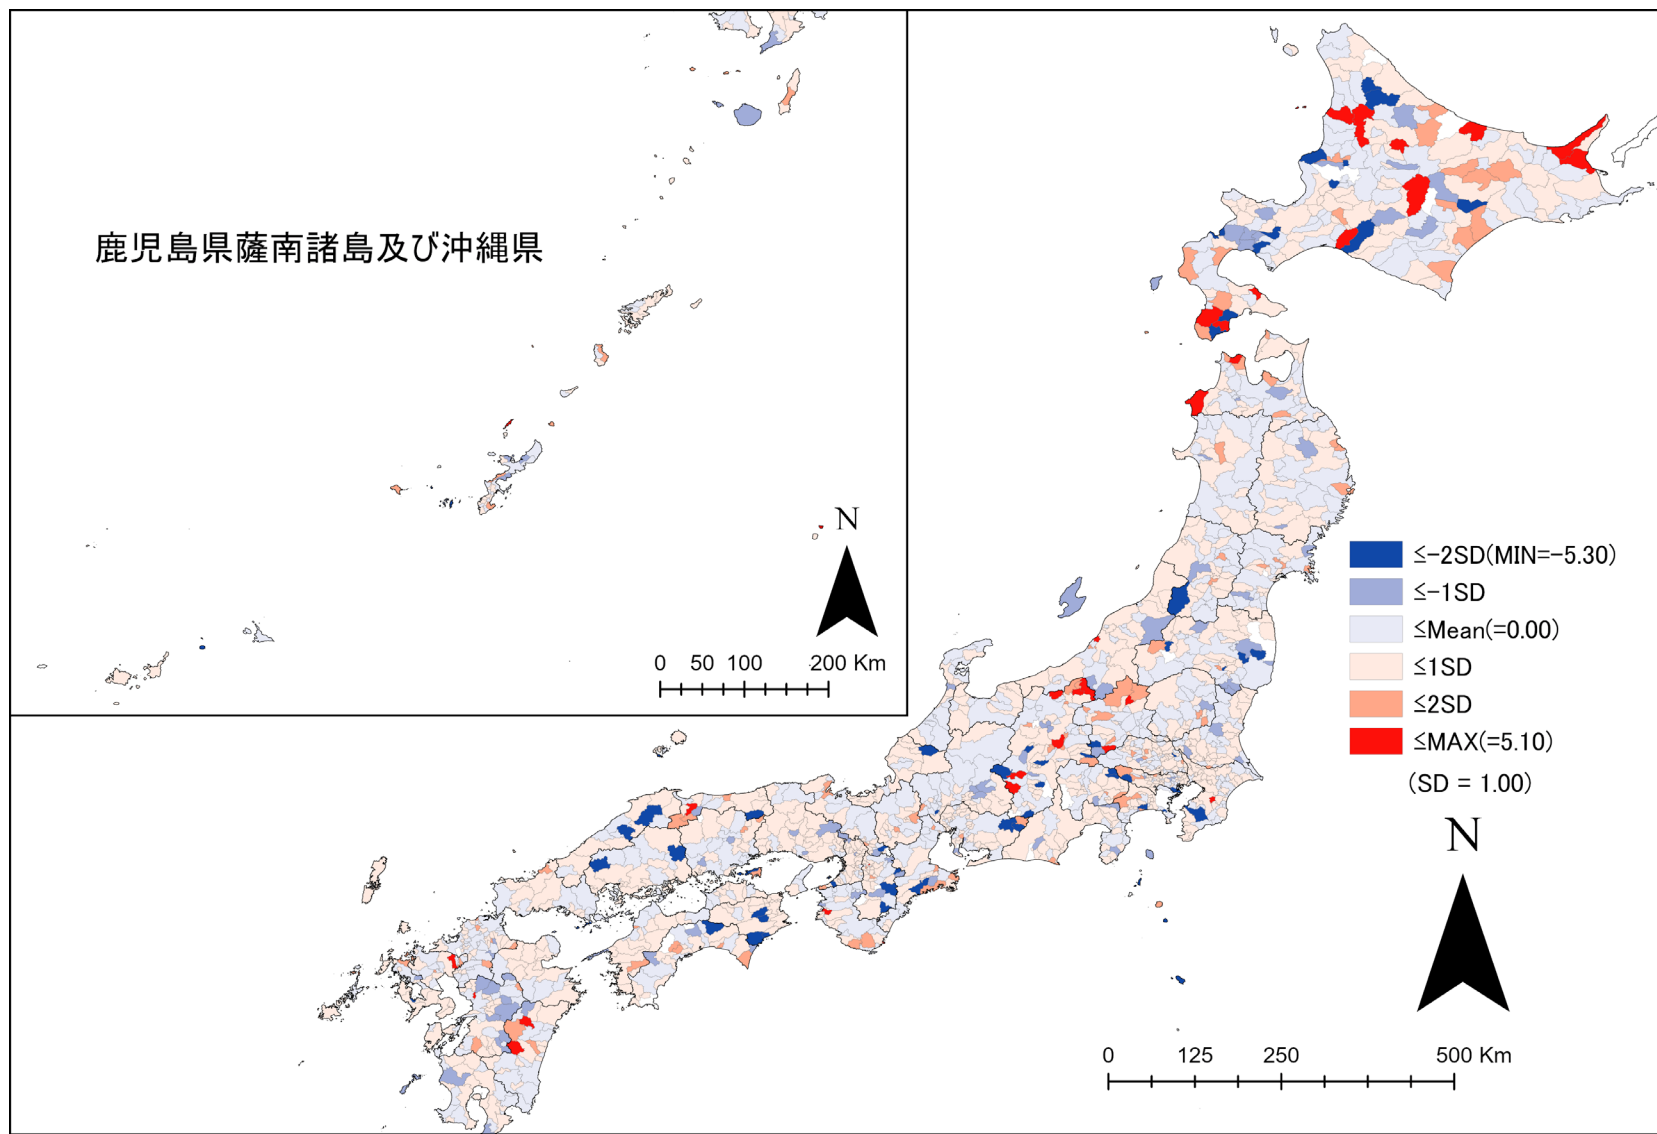 鹿児島県薩南諸島及び沖縄県
N
0 50 100 200 Km
≤-2SD(MIN=-5.30)
≤-1SD
≤Mean(=0.00)
≤1SD
≤2SD
≤MAX(=5.10)
(SD = 1.00)
N
0 125 250 500 Km